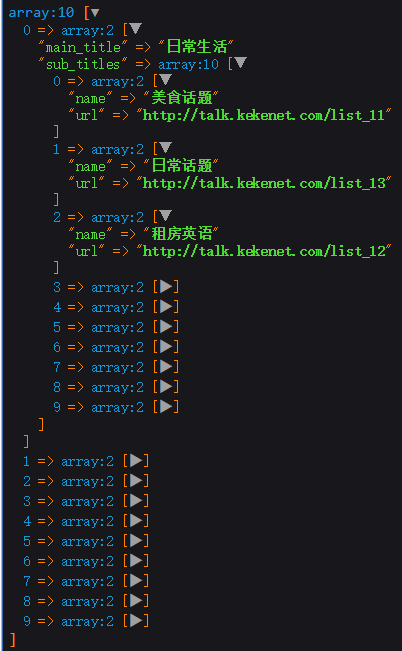 array:10 [▼
  0 => array:2 [▼
    "main_title" => "日常生活"
    "sub_titles" => array:10 [▼
      0 => array:2 [▼
        "name" => "美食话题"
        "url" => "http://talk.kekenet.com/list_11"
      ]
      1 => array:2 [▼
        "name" => "日常话题"
        "url" => "http://talk.kekenet.com/list_13"
      ]
      2 => array:2 [▼
        "name" => "租房英语"
        "url" => "http://talk.kekenet.com/list_12"
      ]
      3 => array:2 [▶]
      4 => array:2 [▶]
      5 => array:2 [▶]
      6 => array:2 [▶]
      7 => array:2 [▶]
      8 => array:2 [▶]
      9 => array:2 [▶]
    ]
  ]
  1 => array:2 [▶]
  2 => array:2 [▶]
  3 => array:2 [▶]
  4 => array:2 [▶]
  5 => array:2 [▶]
  6 => array:2 [▶]
  7 => array:2 [▶]
  8 => array:2 [▶]
  9 => array:2 [▶]
]